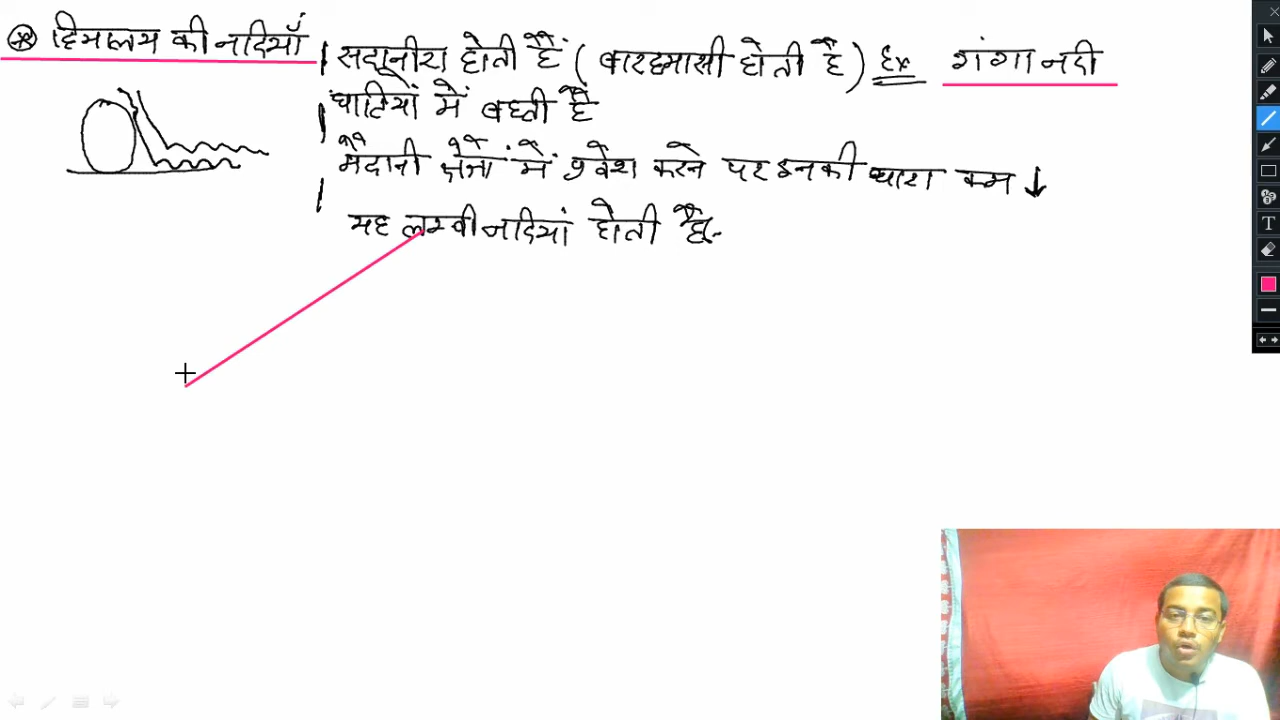 हिमालय की नदियाँ
सदानीरा होती हैं ( बारहमासी होती है ) Ex गंगा नदी
घाटियों में बहती है
मैदानी क्षेत्रों में प्रवेश करने पर इनकी धारा कम ↓
यह लम्बी नदियां होती है